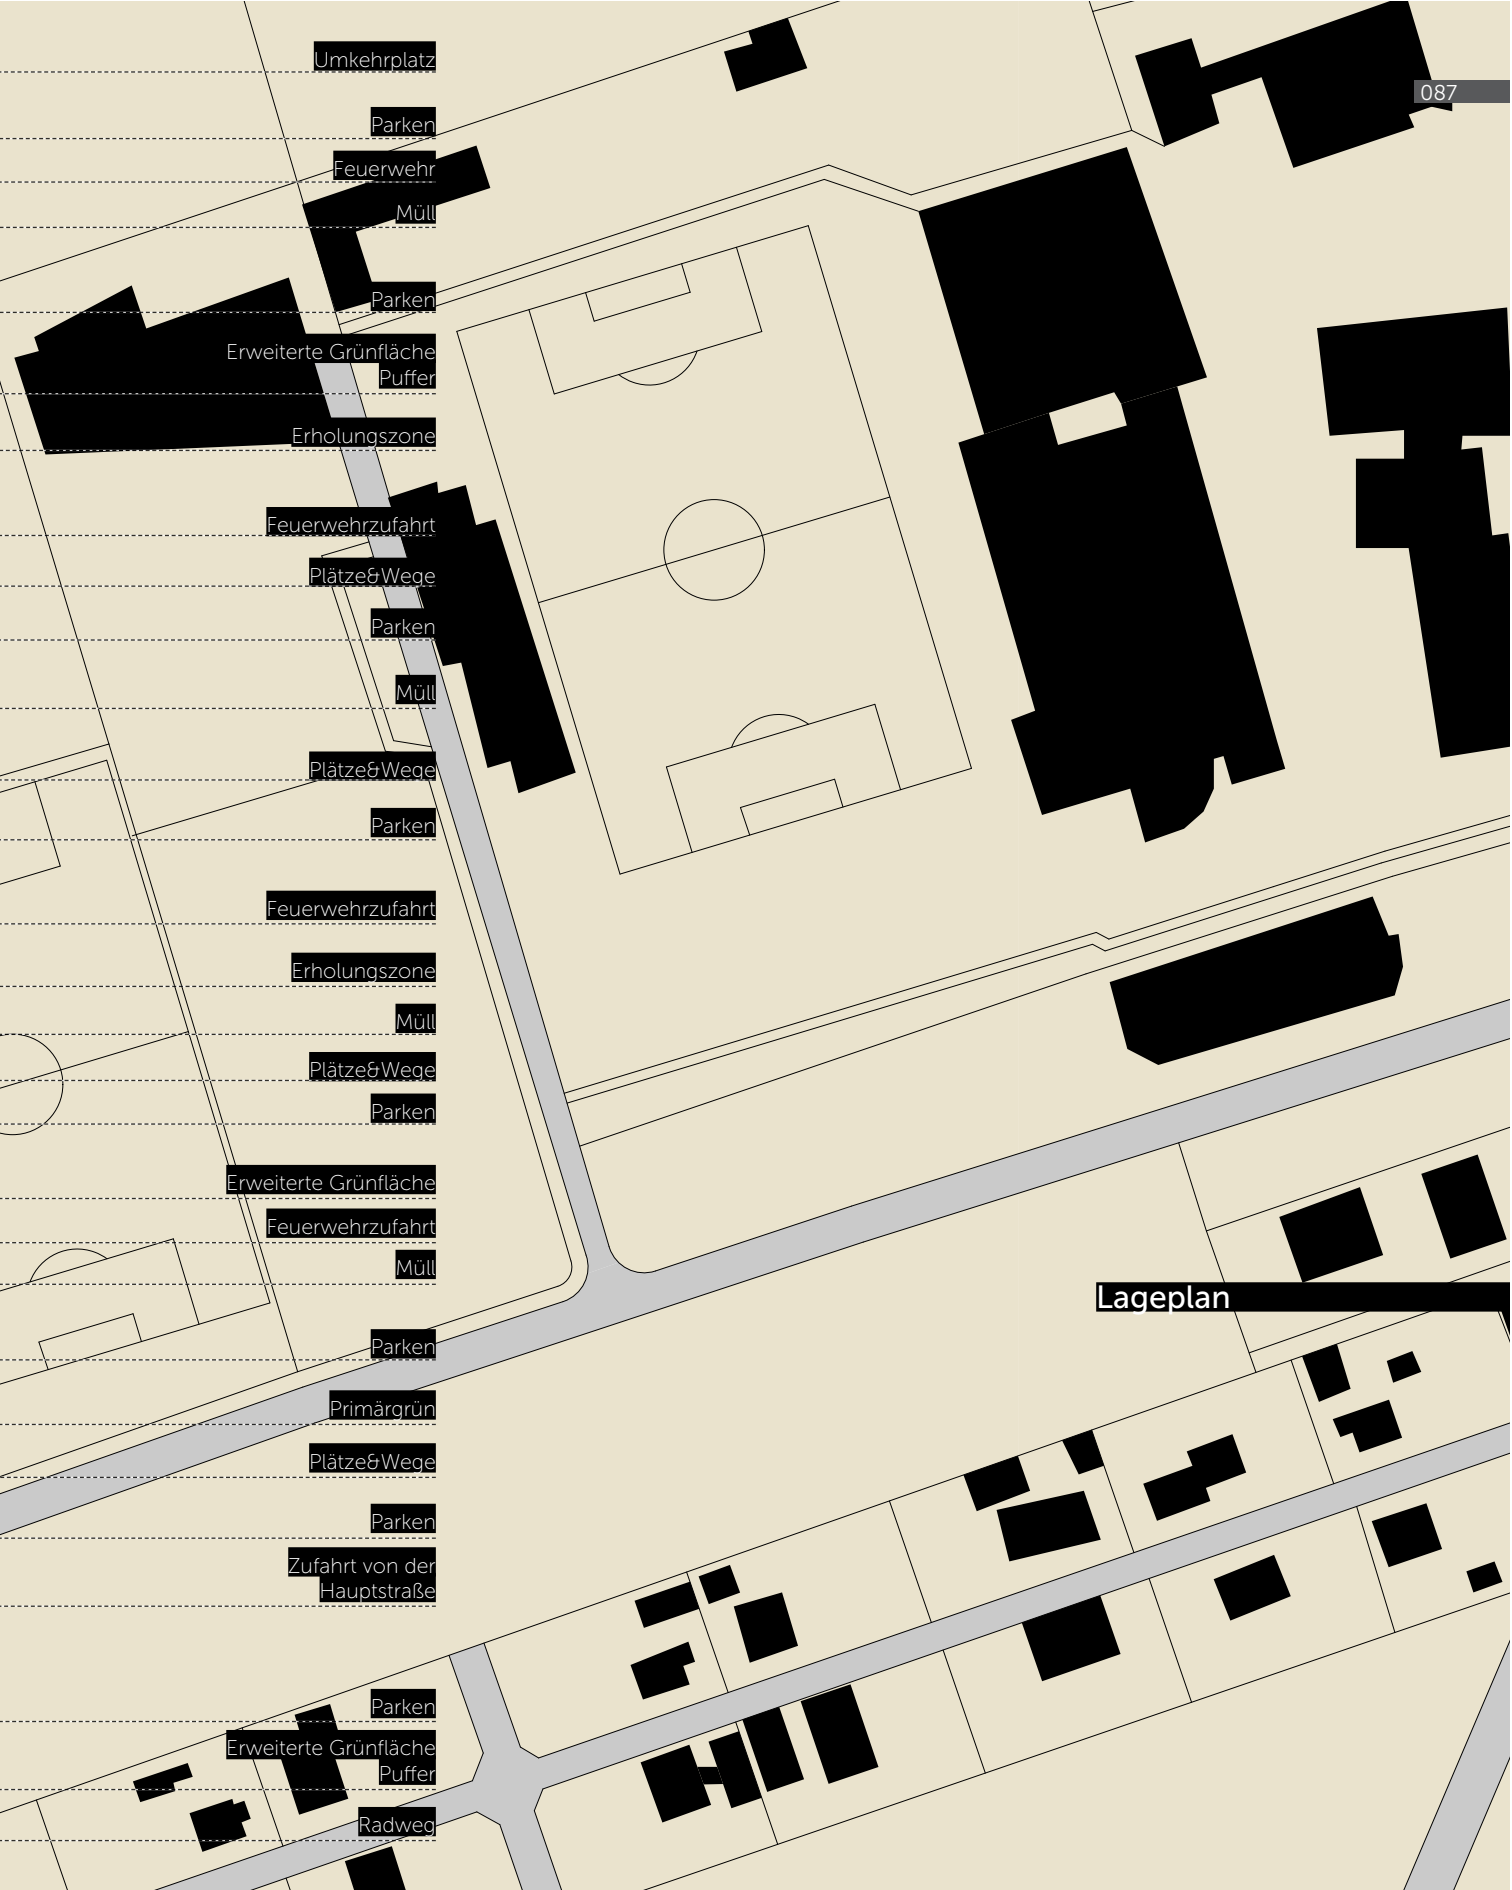 Umkehrplatz
087
Parken
Feuerwehr
Müll
Parken
Erweiterte Grünfläche
Puffer
Erholungszone
Feuerwehrzufahrt
Plätze&Wege
Parken
Müll
Plätze&Wege
Parken
Feuerwehrzufahrt
Erholungszone
Müll
Plätze&Wege
Parken
Erweiterte Grünfläche
Feuerwehrzufahrt
Müll
Lageplan
Parken
Primärgrün
Plätze&Wege
Parken
Zufahrt von der
Hauptstraße
Parken
Erweiterte Grünfläche
Puffer
Radweg